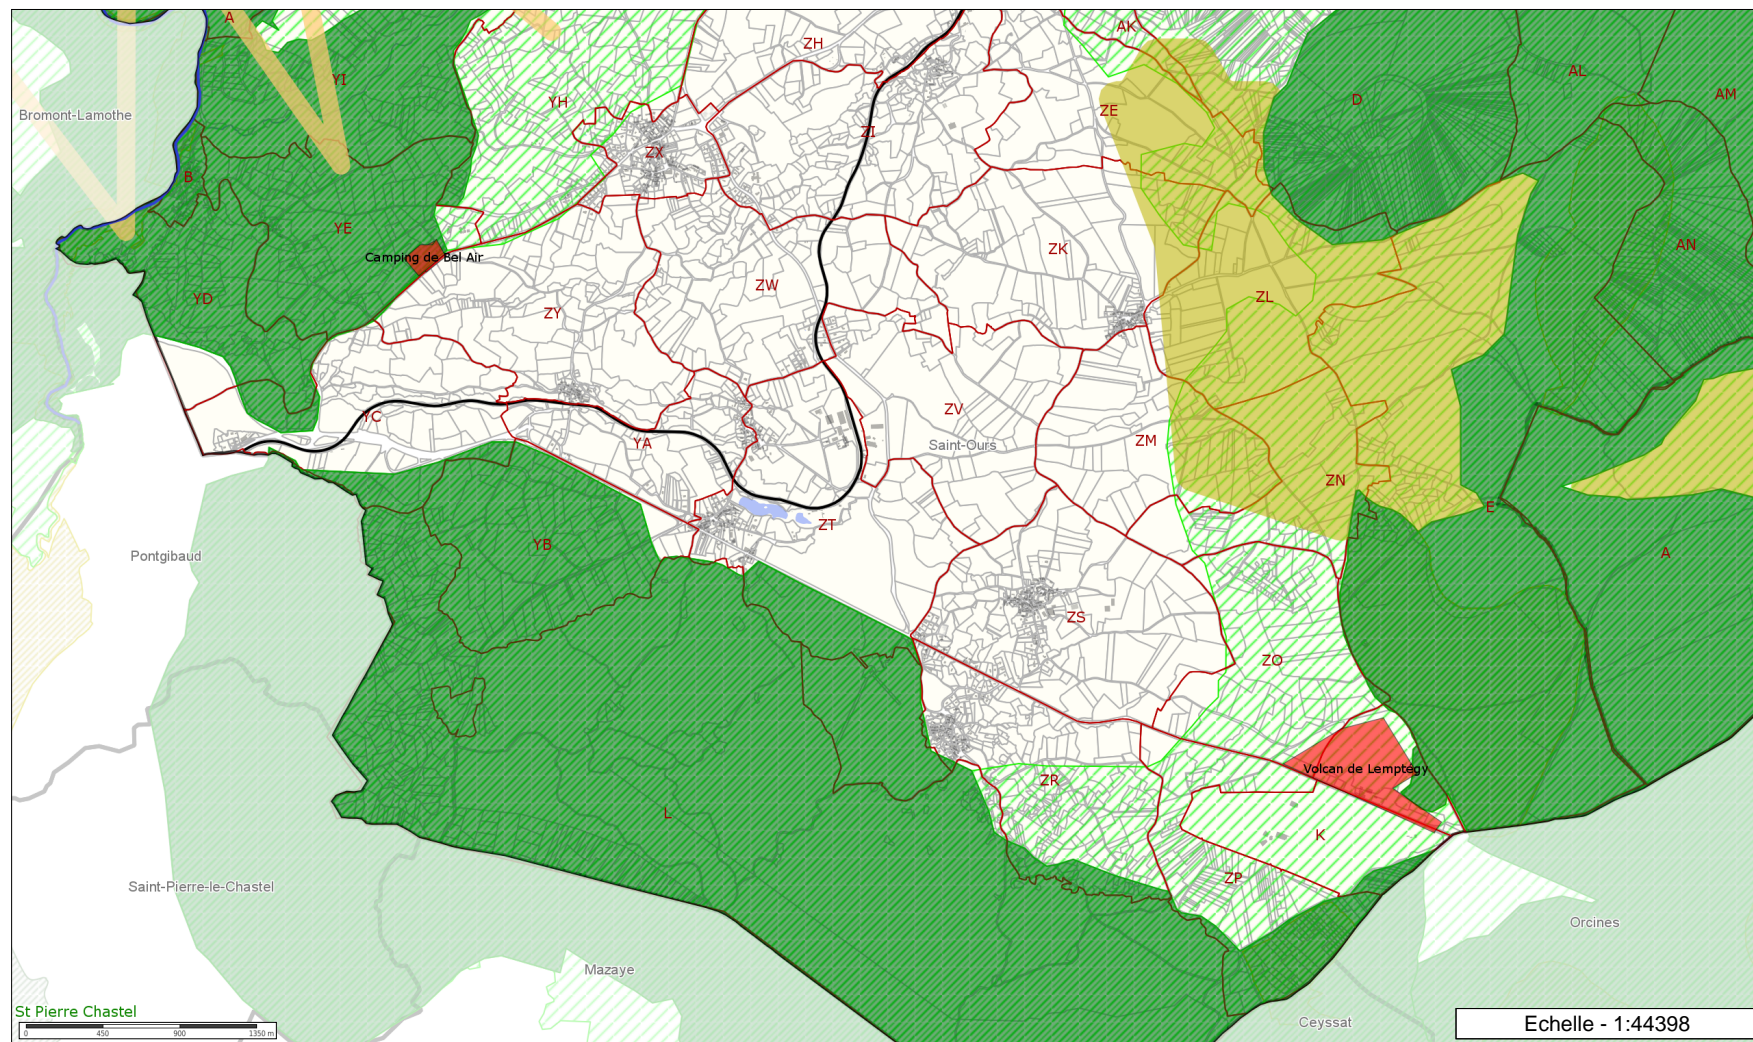 A
ZH
AK
AL
YI
AM
YH
D
Bromont-Lamothe
ZE
ZI
ZX
B
YE
AN
ZK
Camping de Bel Air
ZW
YD
ZL
ZY
ZV
YC
YA
Saint-Ours
ZM
ZN
E
ZT
YB
Pontgibaud
A
ZS
ZO
Volcan de Lemptégy
ZR
L
K
ZP
Saint-Pierre-le-Chastel
Orcines
Mazaye
St Pierre Chastel
0 450 900 1350 m
Ceyssat
Echelle - 1:44398